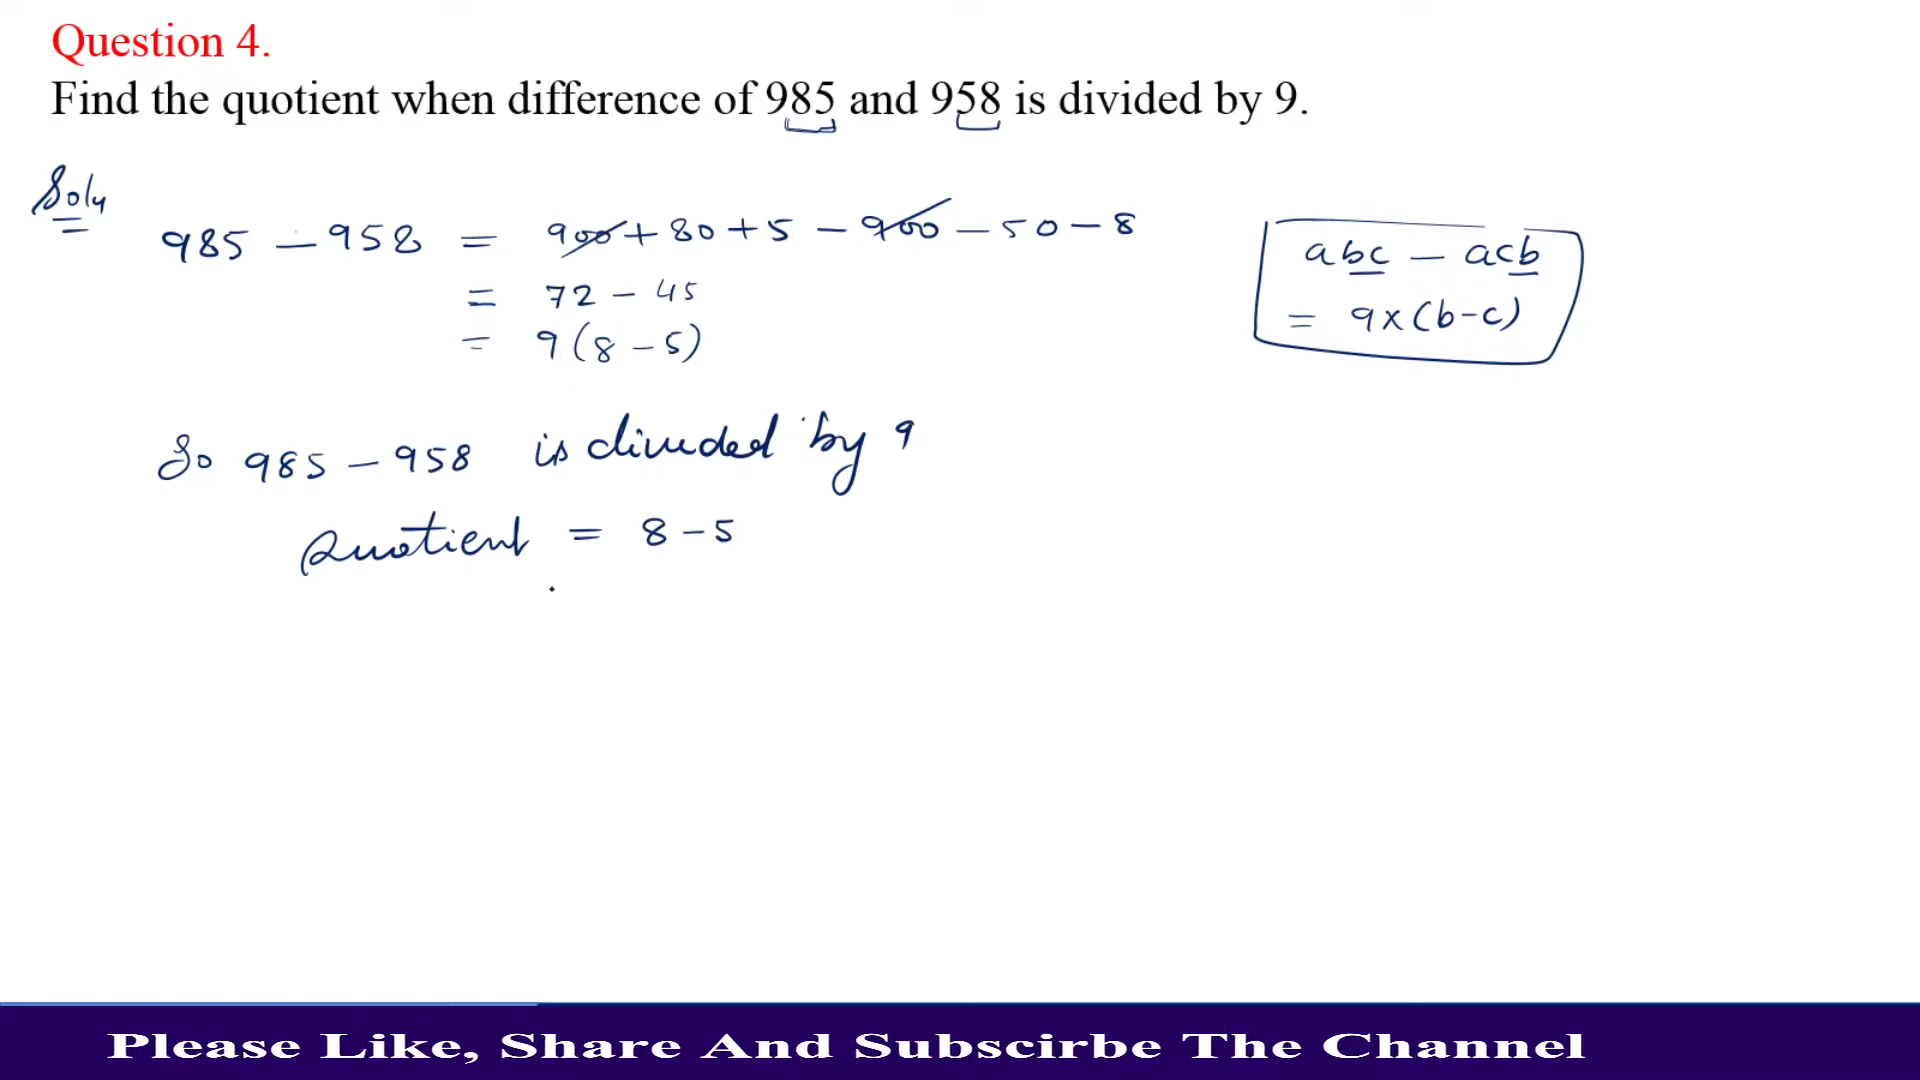 Question 4.
Find the quotient when difference of 985 and 958 is divided by 9.
Soln
985 - 958 = 900 + 80 + 5 - 900 - 50 - 8
= 72 - 45
= 9(8 - 5)
abc - acb
= 9x(b-c)
So 985 - 958 is divided by 9
Quotient = 8 - 5
Please Like, Share And Subscirbe The Channel